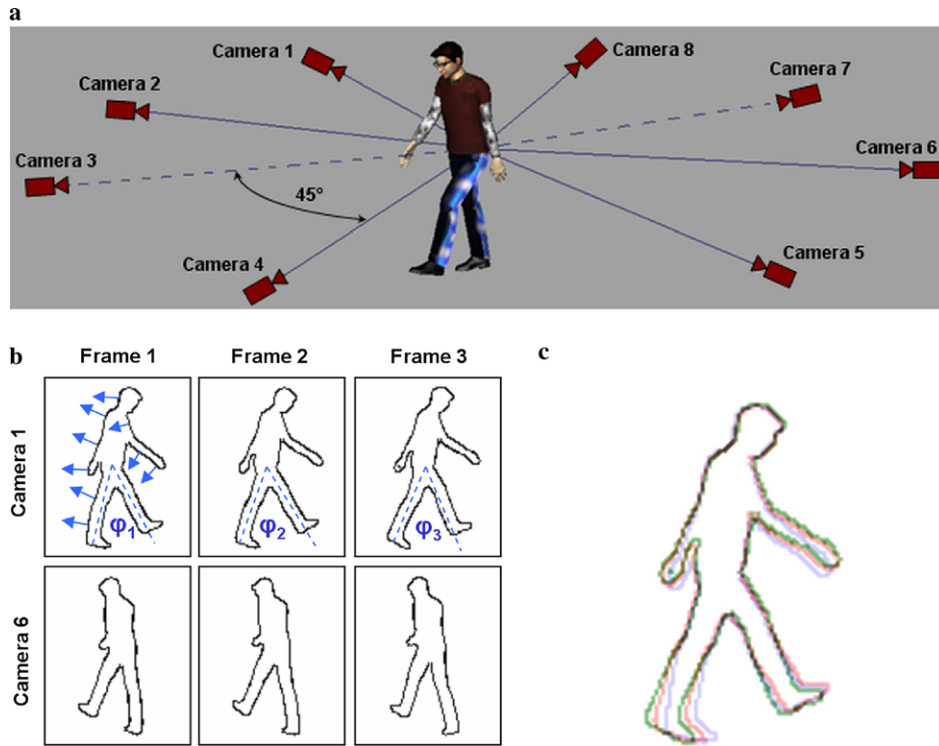 a
Camera 1
Camera 8
Camera 2
Camera 7
Camera 3
Camera 6
45°
Camera 4
Camera 5
b
Frame 1
Frame 2
Frame 3
c
Camera 1
φ1
φ2
φ3
Camera 6